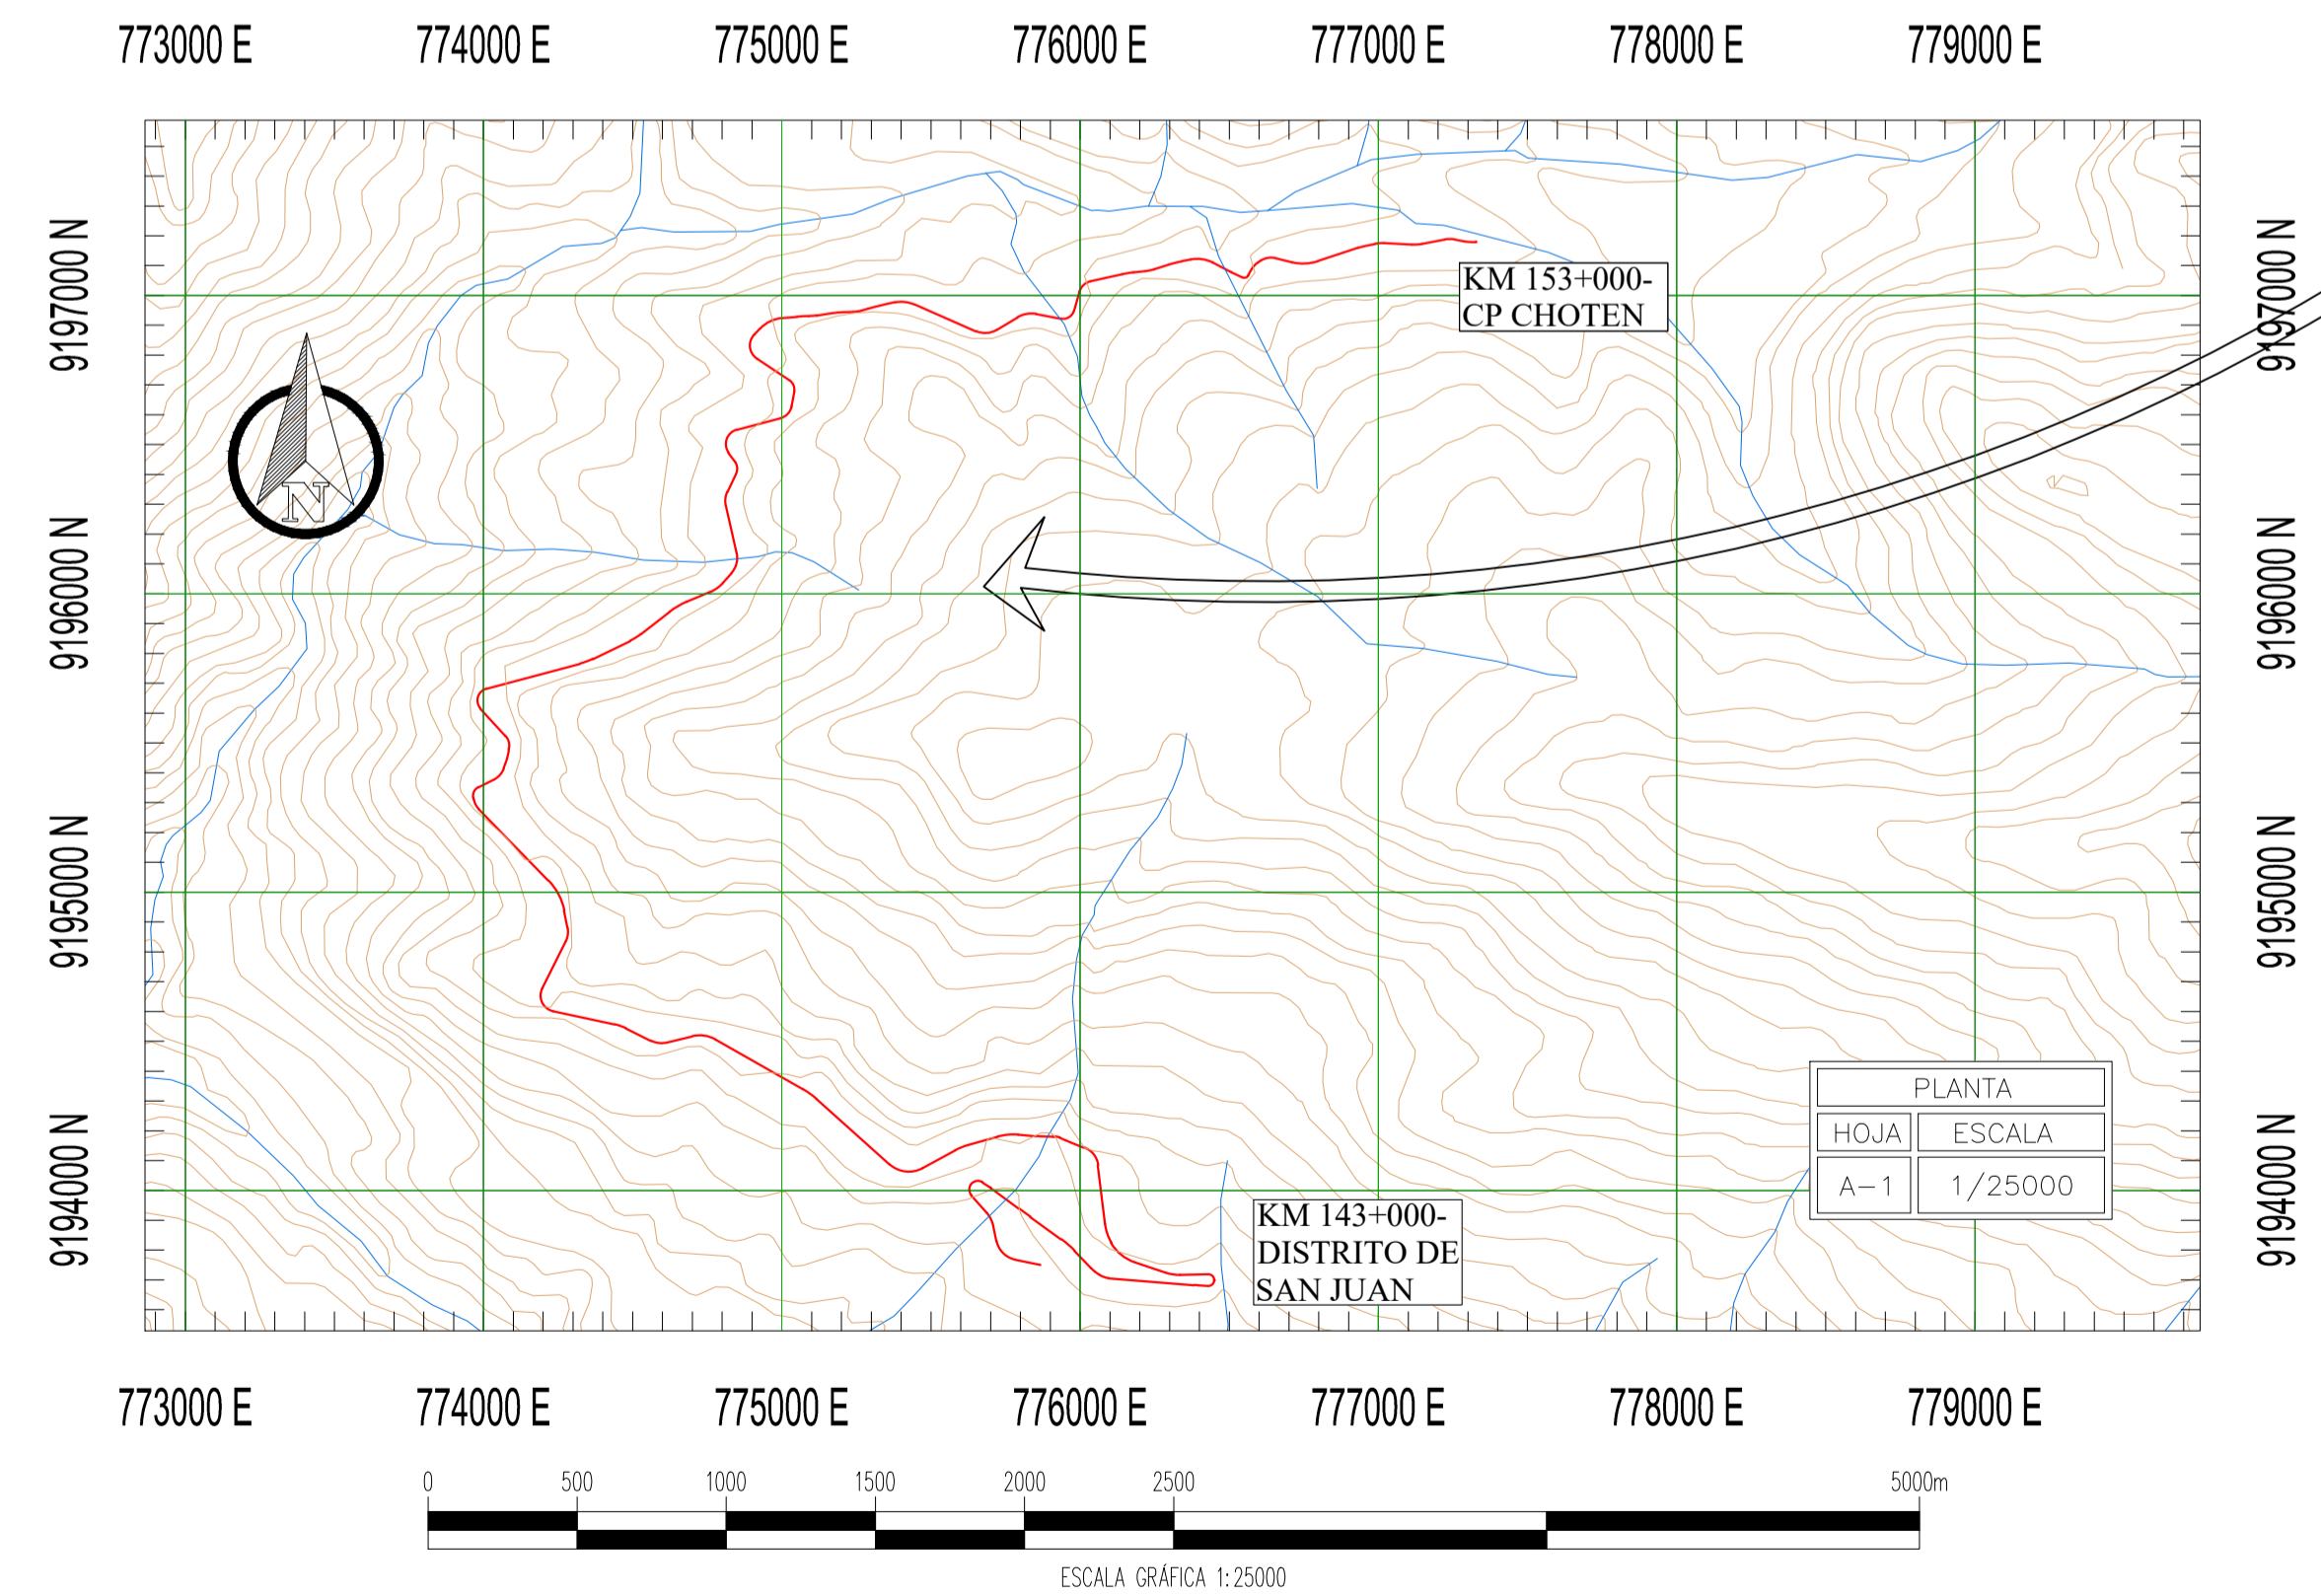 773000 E 774000 E 775000 E 776000 E 777000 E 778000 E 779000 E
9197000 N
9197000 N
KM 153+000-
CP CHOTEN
N
9196000 N
9196000 N
9195000 N
9195000 N
PLANTA
HOJA ESCALA
A-1 1/25000
9194000 N
9194000 N
KM 143+000-
DISTRITO DE
SAN JUAN
773000 E 774000 E 775000 E 776000 E 777000 E 778000 E 779000 E
0 500 1000 1500 2000 2500 5000m
ESCALA GRÁFICA 1:25000